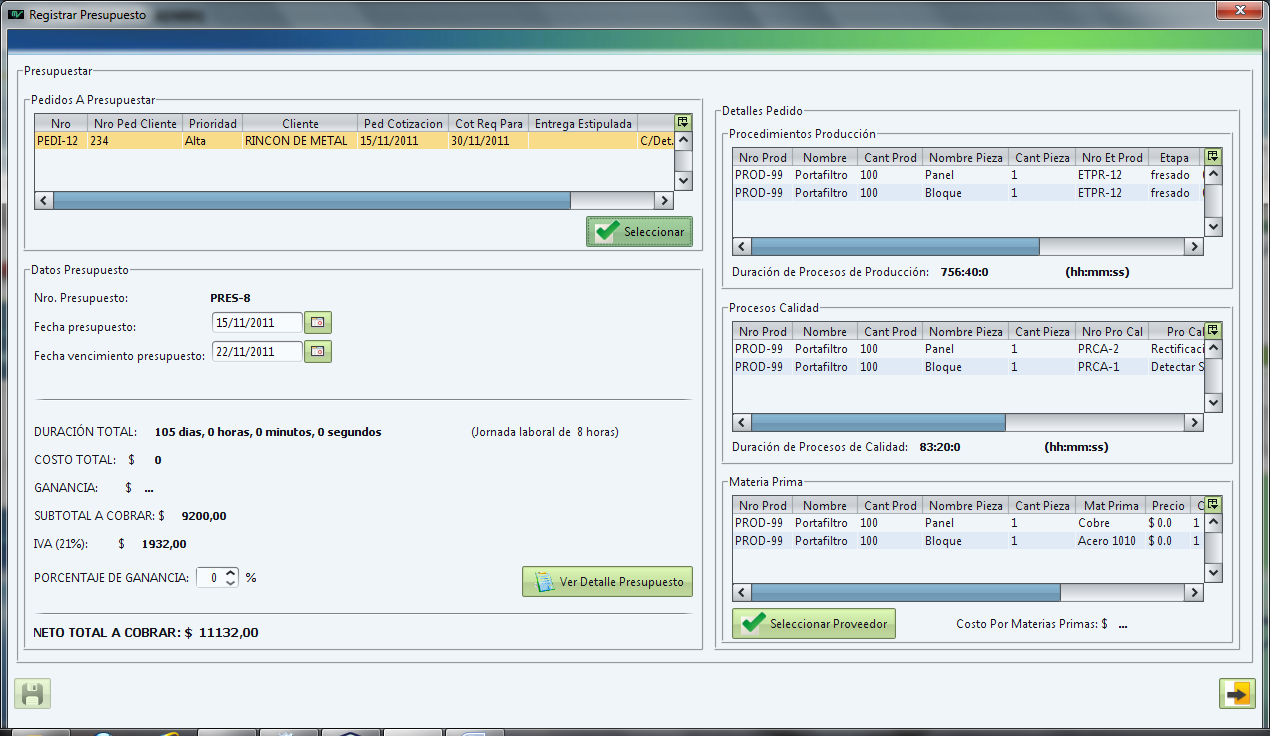 Registrar Presupuesto
Presupuestar
Pedidos A Presupuestar
Nro Nro Ped Cliente Prioridad Cliente Ped Cotizacion Cot Req Para Entrega Estipulada
PEDI-12 234 Alta RINCON DE METAL 15/11/2011 30/11/2011 C/Det.
Seleccionar
Datos Presupuesto
Nro. Presupuesto: PRES-8
Fecha presupuesto: 15/11/2011
Fecha vencimiento presupuesto: 22/11/2011
DURACIÓN TOTAL: 105 dias, 0 horas, 0 minutos, 0 segundos (Jornada laboral de 8 horas)
COSTO TOTAL: $ 0
GANANCIA: $ ...
SUBTOTAL A COBRAR: $ 9200,00
IVA (21%): $ 1932,00
PORCENTAJE DE GANANCIA: 0 %
Ver Detalle Presupuesto
NETO TOTAL A COBRAR: $ 11132,00
Detalles Pedido
Procedimientos Producción
Nro Prod Nombre Cant Prod Nombre Pieza Cant Pieza Nro Et Prod Etapa
PROD-99 Portafiltro 100 Panel 1 ETPR-12 fresado
PROD-99 Portafiltro 100 Bloque 1 ETPR-12 fresado
Duración de Procesos de Producción: 756:40:0 (hh:mm:ss)
Procesos Calidad
Nro Prod Nombre Cant Prod Nombre Pieza Cant Pieza Nro Pro Cal Pro Cal
PROD-99 Portafiltro 100 Panel 1 PRCA-2 Rectificaci
PROD-99 Portafiltro 100 Bloque 1 PRCA-1 Detectar S
Duración de Procesos de Calidad: 83:20:0 (hh:mm:ss)
Materia Prima
Nro Prod Nombre Cant Prod Nombre Pieza Cant Pieza Mat Prima Precio C
PROD-99 Portafiltro 100 Panel 1 Cobre $ 0.0 1
PROD-99 Portafiltro 100 Bloque 1 Acero 1010 $ 0.0 1
Seleccionar Proveedor
Costo Por Materias Primas: $ ...